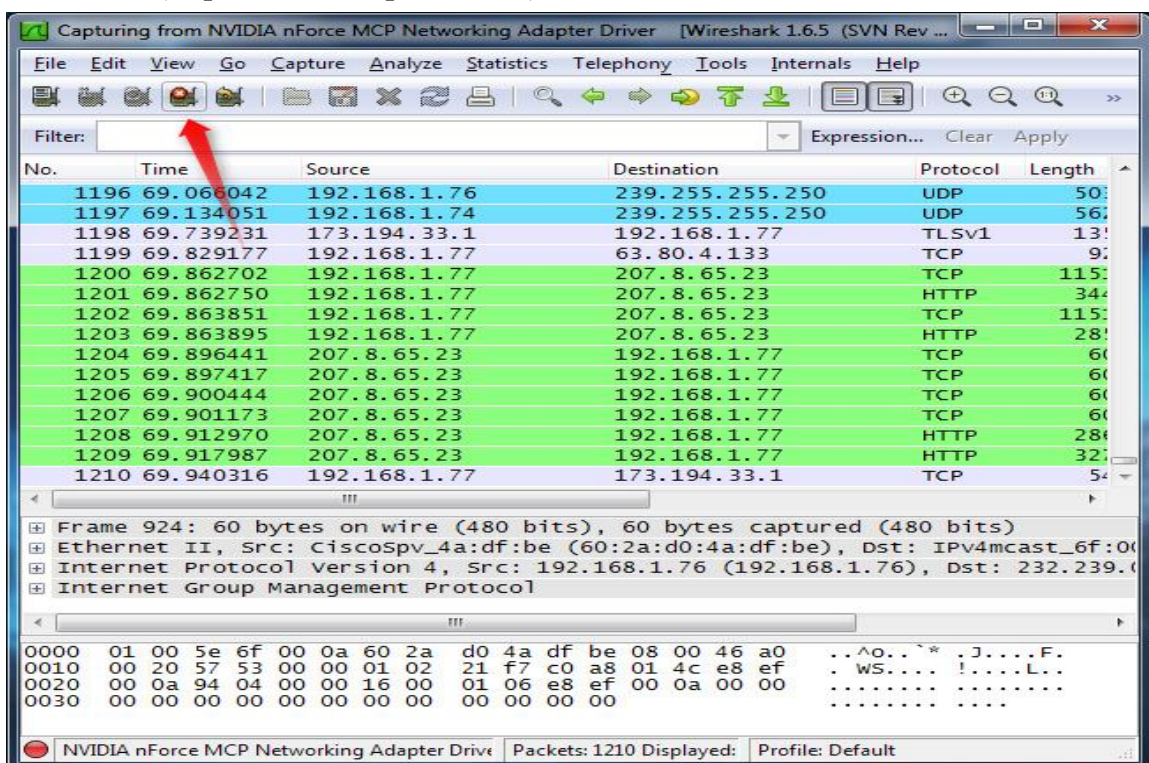 Capturing from NVIDIA nForce MCP Networking Adapter Driver [Wireshark 1.6.5 (SVN Rev ...
File Edit View Go Capture Analyze Statistics Telephony Tools Internals Help
Filter: Expression... Clear Apply
No. Time Source Destination Protocol Length
1196 69.066042 192.168.1.76 239.255.255.250 UDP 50
1197 69.134051 192.168.1.74 239.255.255.250 UDP 56
1198 69.739231 173.194.33.1 192.168.1.77 TLSv1 13
1199 69.829177 192.168.1.77 63.80.4.133 TCP 9
1200 69.862702 192.168.1.77 207.8.65.23 TCP 115
1201 69.862750 192.168.1.77 207.8.65.23 HTTP 34
1202 69.863851 192.168.1.77 207.8.65.23 TCP 115
1203 69.863895 192.168.1.77 207.8.65.23 HTTP 28
1204 69.896441 207.8.65.23 192.168.1.77 TCP 6
1205 69.897417 207.8.65.23 192.168.1.77 TCP 6
1206 69.900444 207.8.65.23 192.168.1.77 TCP 6
1207 69.901173 207.8.65.23 192.168.1.77 TCP 6
1208 69.912970 207.8.65.23 192.168.1.77 HTTP 28
1209 69.917987 207.8.65.23 192.168.1.77 HTTP 32
1210 69.940316 192.168.1.77 173.194.33.1 TCP 5
Frame 924: 60 bytes on wire (480 bits), 60 bytes captured (480 bits)
Ethernet II, Src: CiscoSpv_4a:df:be (60:2a:d0:4a:df:be), Dst: IPv4mcast_6f:0
Internet Protocol Version 4, Src: 192.168.1.76 (192.168.1.76), Dst: 232.239.
Internet Group Management Protocol
0000 01 00 5e 6f 00 0a 60 2a d0 4a df be 08 00 46 a0 ..^o..`* .J....F.
0010 00 20 57 53 00 00 01 02 21 f7 c0 a8 01 4c e8 ef . WS.... !....L..
0020 00 0a 94 04 00 00 16 00 01 06 e8 ef 00 0a 00 00 ........ ........
0030 00 00 00 00 00 00 00 00 00 00 00 00 ........ ....
NVIDIA nForce MCP Networking Adapter Drive Packets: 1210 Displayed: Profile: Default